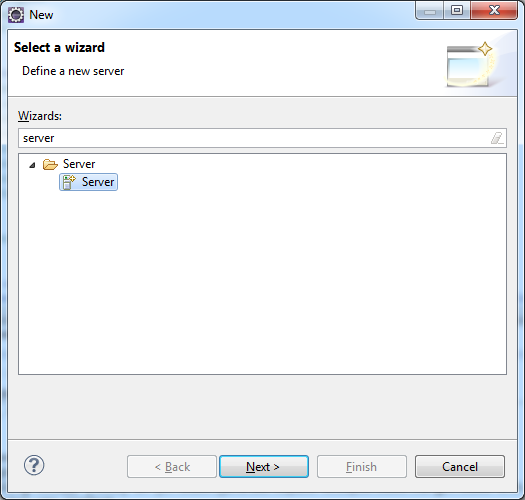 New
Select a wizard
Define a new server
Wizards:
server
Server
Server
?
< Back
Next >
Finish
Cancel